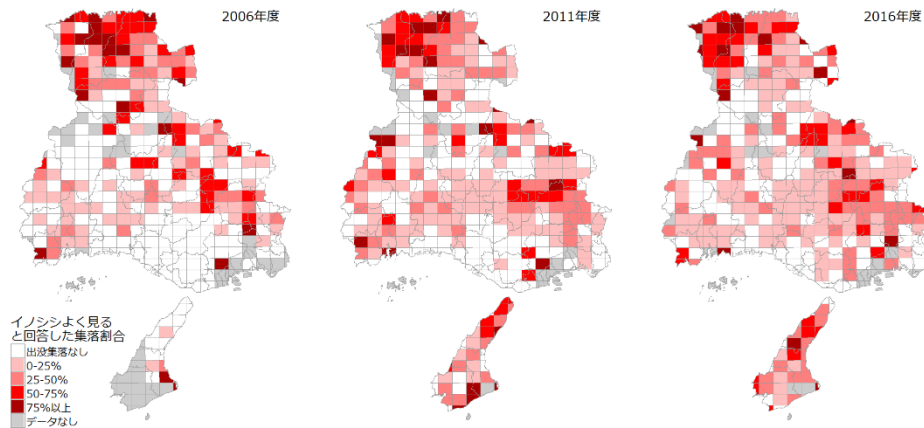 2006年度
2011年度
2016年度
イノシシよく見る
と回答した集落割合
出没集落なし
0-25%
25-50%
50-75%
75%以上
データなし